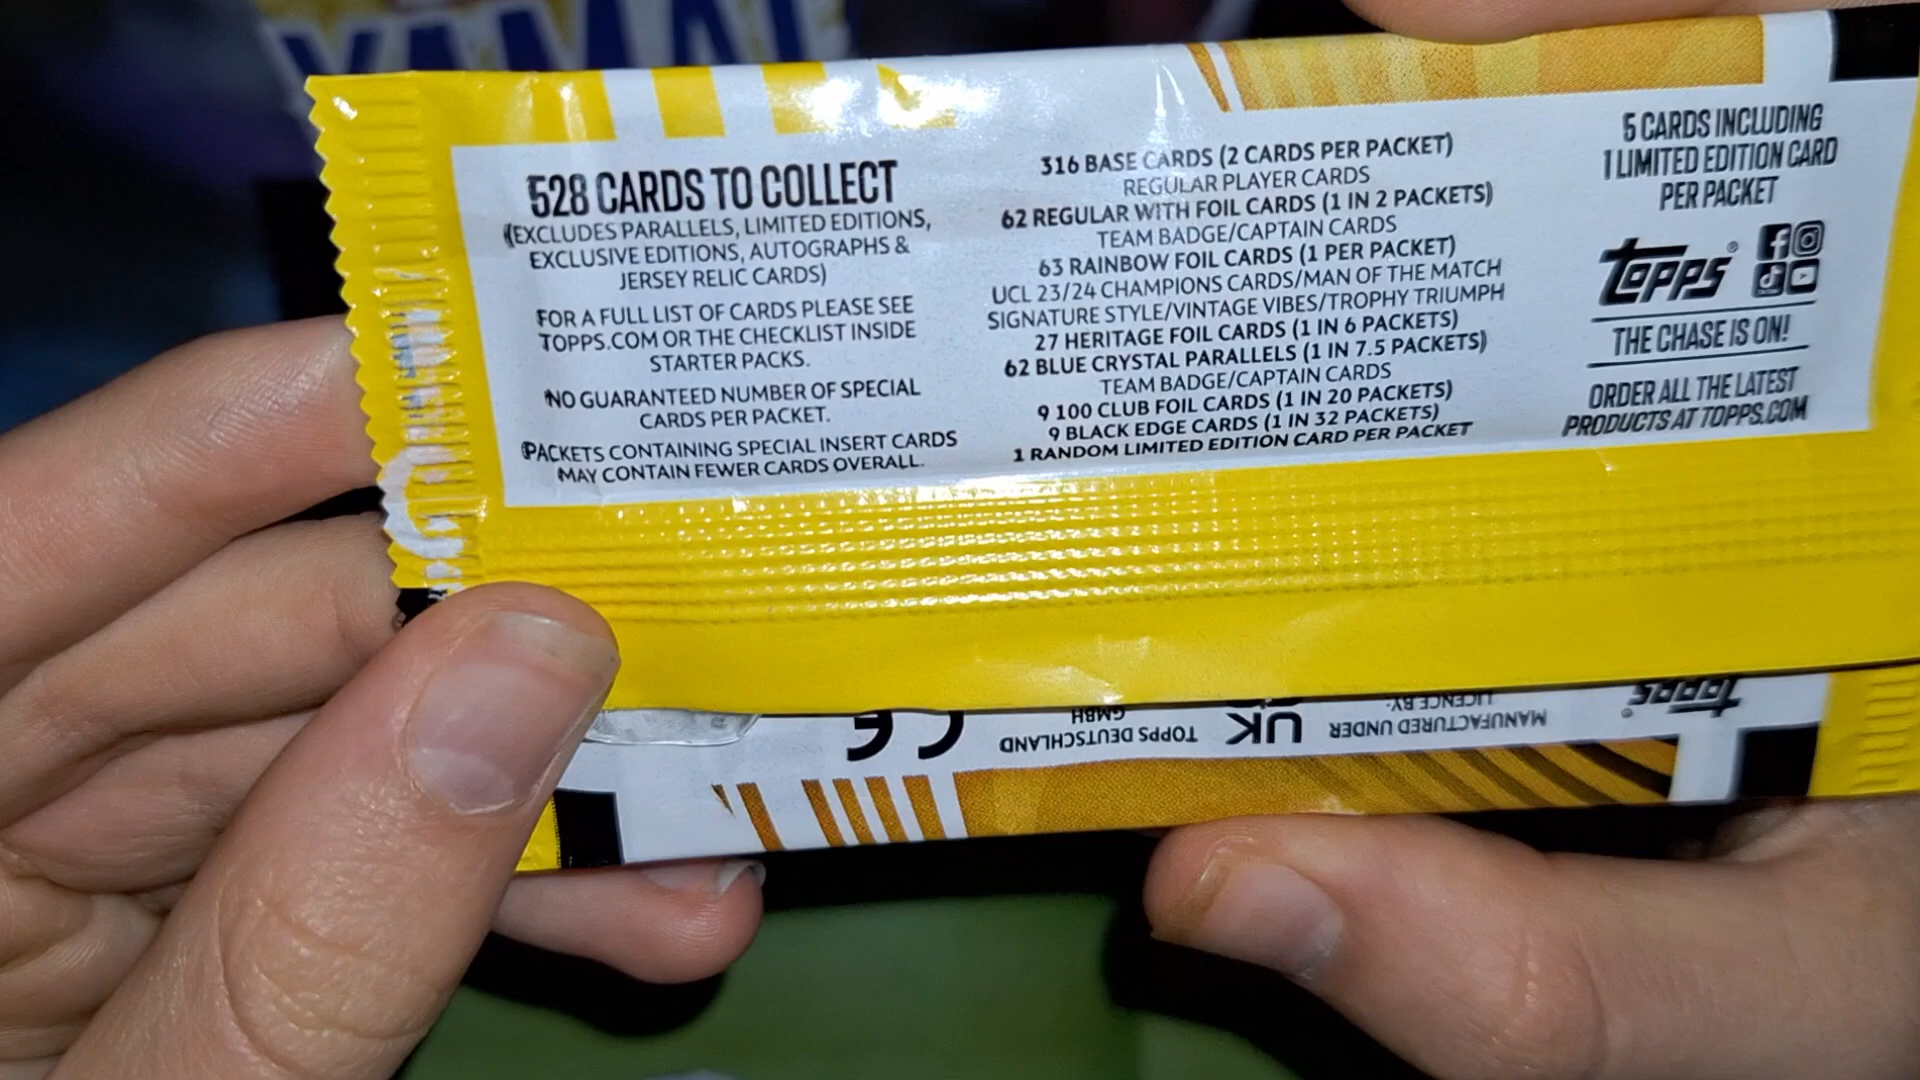 528 CARDS TO COLLECT
(EXCLUDES PARALLELS, LIMITED EDITIONS,
EXCLUSIVE EDITIONS, AUTOGRAPHS &
JERSEY RELIC CARDS)
FOR A FULL LIST OF CARDS PLEASE SEE
TOPPS.COM OR THE CHECKLIST INSIDE
STARTER PACKS.
NO GUARANTEED NUMBER OF SPECIAL
CARDS PER PACKET.
PACKETS CONTAINING SPECIAL INSERT CARDS
MAY CONTAIN FEWER CARDS OVERALL.
316 BASE CARDS (2 CARDS PER PACKET)
REGULAR PLAYER CARDS
62 REGULAR WITH FOIL CARDS (1 IN 2 PACKETS)
TEAM BADGE/CAPTAIN CARDS
63 RAINBOW FOIL CARDS (1 PER PACKET)
UCL 23/24 CHAMPIONS CARDS/MAN OF THE MATCH
SIGNATURE STYLE/VINTAGE VIBES/TROPHY TRIUMPH
27 HERITAGE FOIL CARDS (1 IN 6 PACKETS)
62 BLUE CRYSTAL PARALLELS (1 IN 7.5 PACKETS)
TEAM BADGE/CAPTAIN CARDS
9 100 CLUB FOIL CARDS (1 IN 20 PACKETS)
9 BLACK EDGE CARDS (1 IN 32 PACKETS)
1 RANDOM LIMITED EDITION CARD PER PACKET
5 CARDS INCLUDING
1 LIMITED EDITION CARD
PER PACKET
topps®
THE CHASE IS ON!
ORDER ALL THE LATEST
PRODUCTS AT TOPPS.COM
topps®
MANUFACTURED UNDER
LICENCE BY:
UK
TOPPS DEUTSCHLAND
GMBH
CE